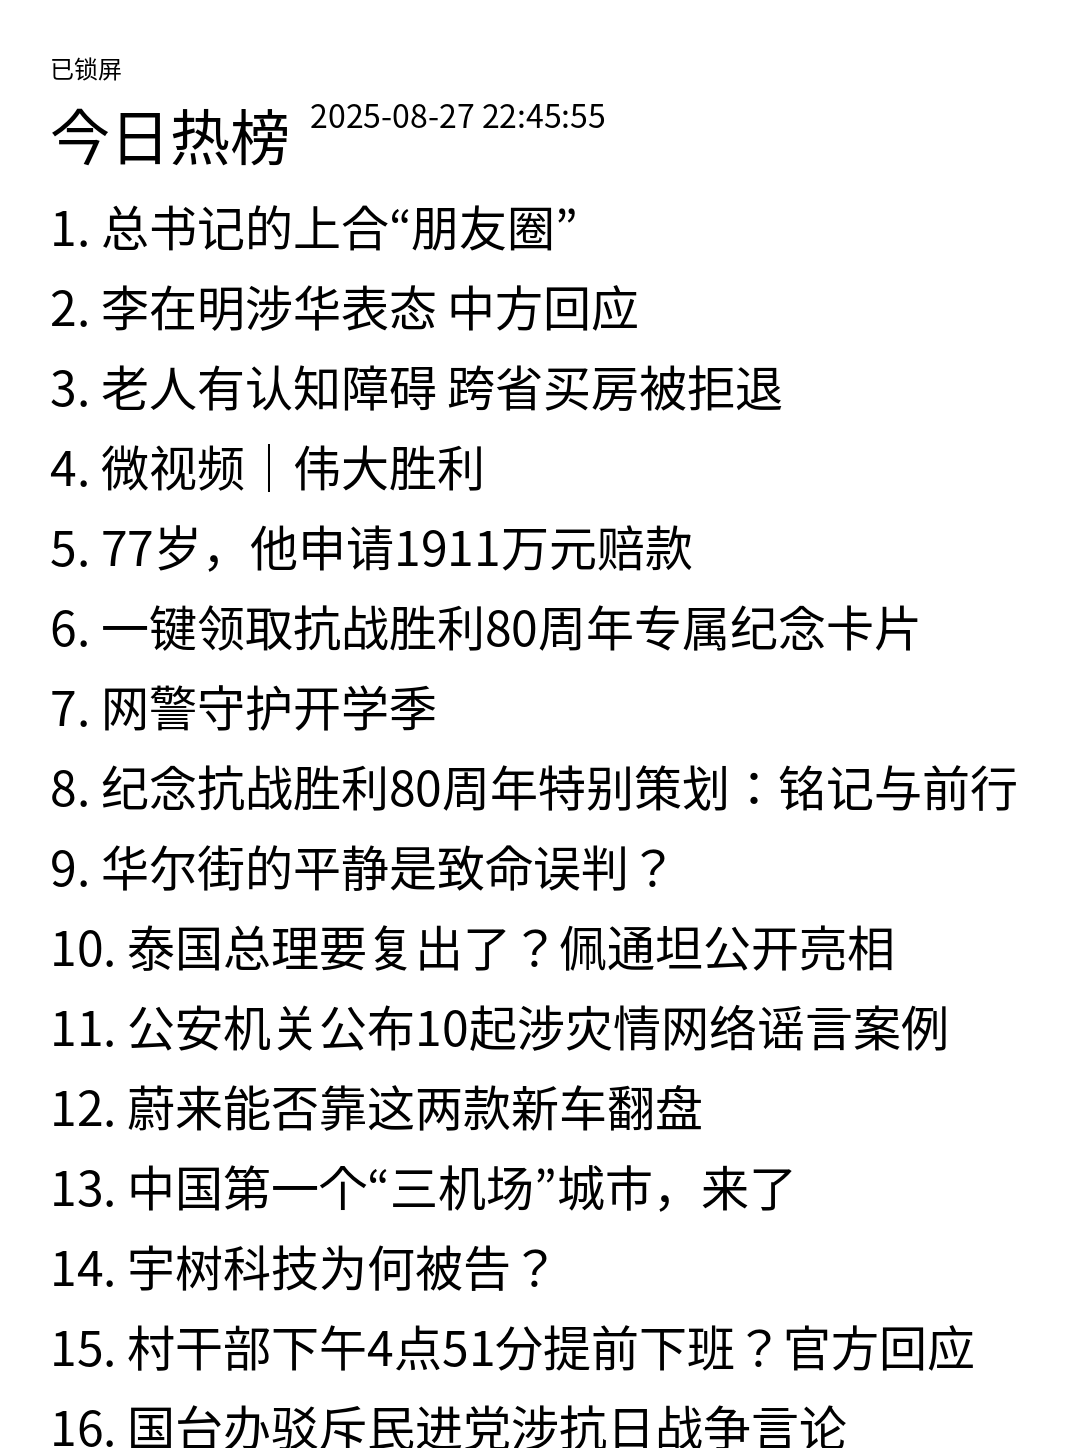 已锁屏
今日热榜 2025-08-27 22:45:55
1. 总书记的上合“朋友圈”
2. 李在明涉华表态 中方回应
3. 老人有认知障碍 跨省买房被拒退
4. 微视频｜伟大胜利
5. 77岁，他申请1911万元赔款
6. 一键领取抗战胜利80周年专属纪念卡片
7. 网警守护开学季
8. 纪念抗战胜利80周年特别策划：铭记与前行
9. 华尔街的平静是致命误判？
10. 泰国总理要复出了？佩通坦公开亮相
11. 公安机关公布10起涉灾情网络谣言案例
12. 蔚来能否靠这两款新车翻盘
13. 中国第一个“三机场”城市，来了
14. 宇树科技为何被告？
15. 村干部下午4点51分提前下班？官方回应
16. 国台办驳斥民进党涉抗日战争言论